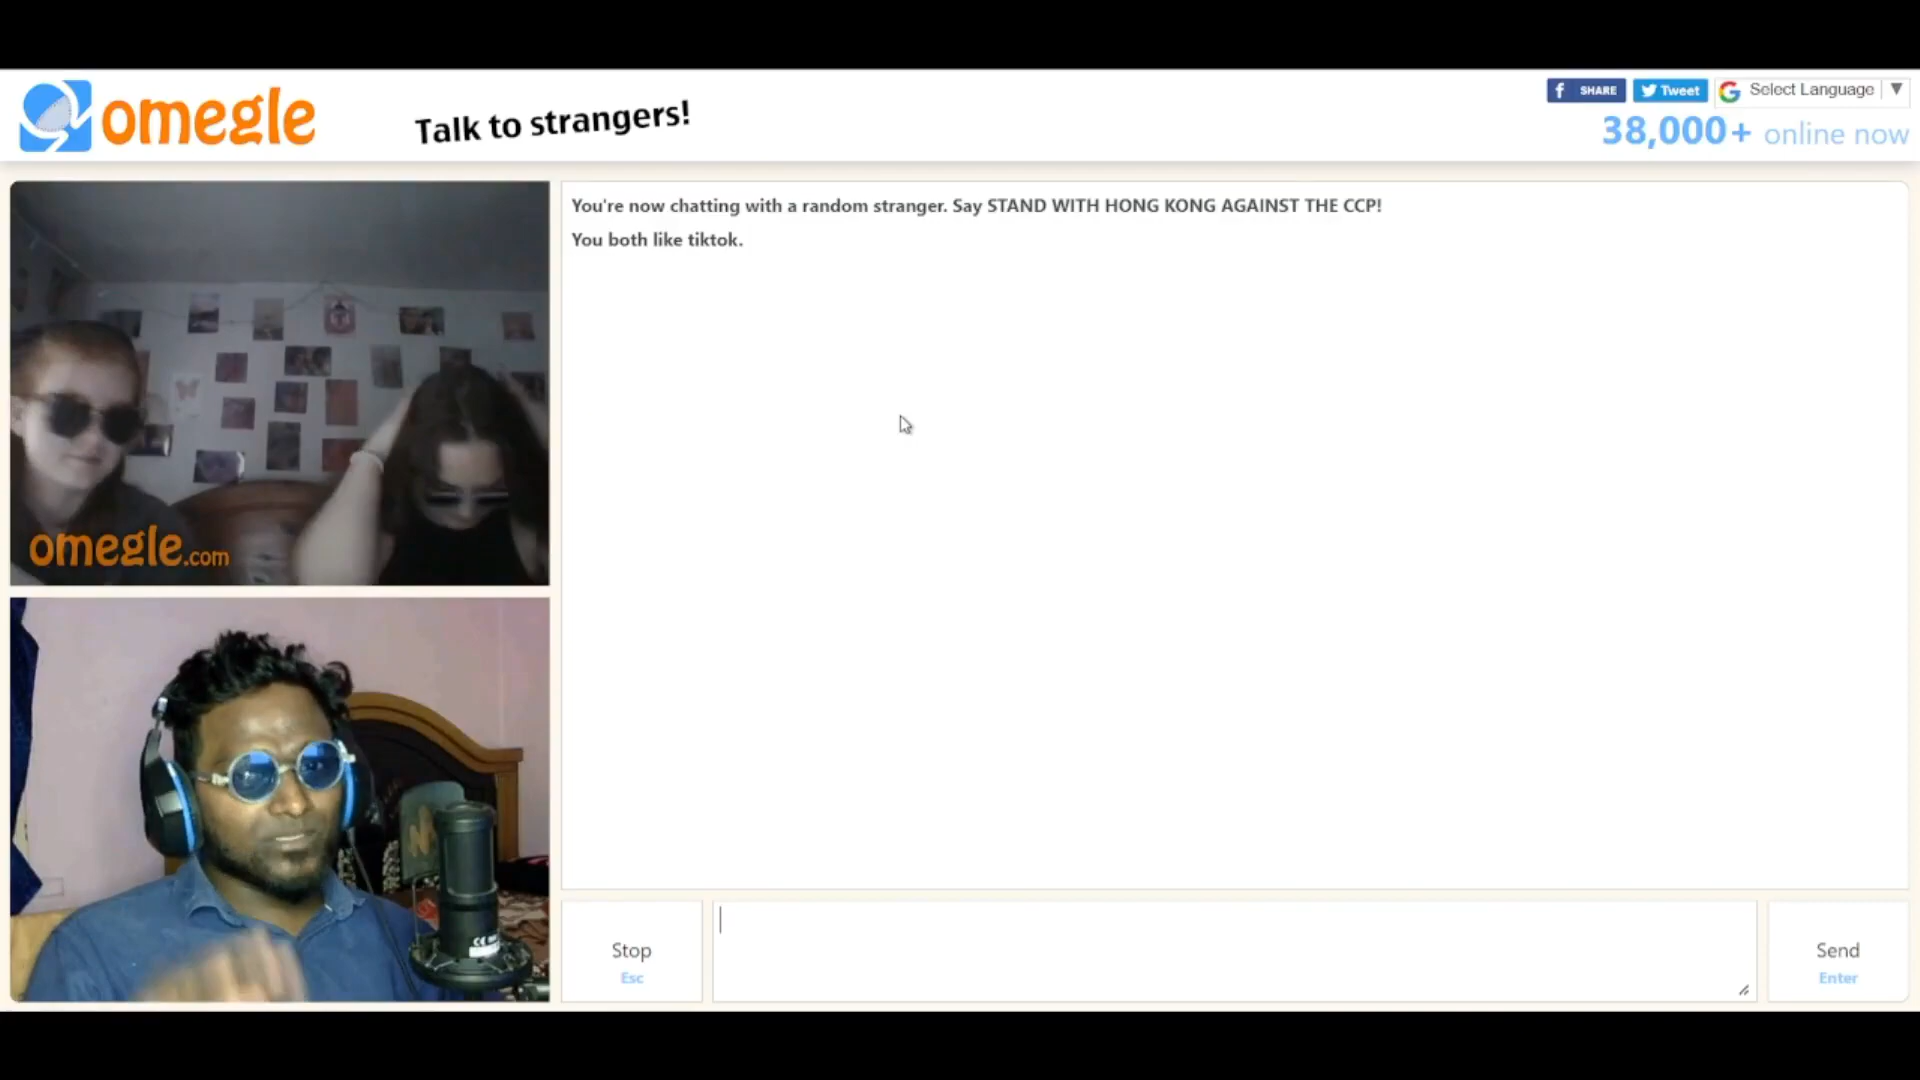 omegle
Talk to strangers!
f SHARE
Tweet
G Select Language ▼
38,000+ online now
You're now chatting with a random stranger. Say STAND WITH HONG KONG AGAINST THE CCP!
You both like tiktok.
omegle.com
CE
Stop
Esc
Send
Enter